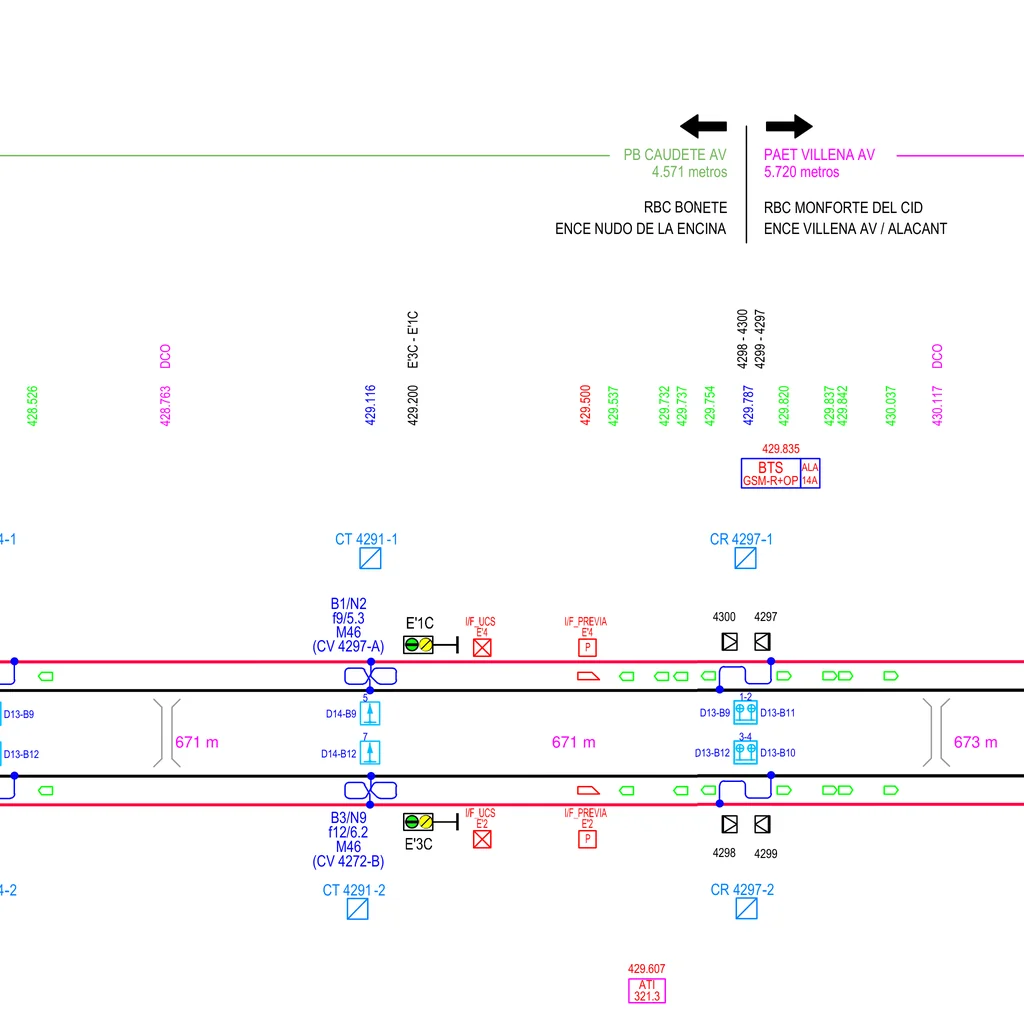 PB CAUDETE AV
4.571 metros
PAET VILLENA AV
5.720 metros
RBC BONETE
ENCE NUDO DE LA ENCINA
RBC MONFORTE DEL CID
ENCE VILLENA AV / ALACANT
428.526
428.763 DCO
429.116
429.200 E'3C - E'1C
429.500
429.537
429.732
429.737
429.754
429.787 4298 - 4300
4299 - 4297
429.820
429.837
429.842
430.037
430.117 DCO
429.835
BTS
GSM-R+OP
ALA
14A
4-1
CT 4291-1
CR 4297-1
B1/N2
f9/5.3
M46
(CV 4297-A)
E'1C
I/F_UCS
E'4
I/F_PREVIA
E'4
P
4300
4297
D13-B9
5
D14-B9
1-2
D13-B9
D13-B11
671 m
671 m
673 m
D13-B12
7
D14-B12
3-4
D13-B12
D13-B10
B3/N9
f12/6.2
M46
(CV 4272-B)
E'3C
I/F_UCS
E'2
I/F_PREVIA
E'2
P
4298
4299
4-2
CT 4291-2
CR 4297-2
429.607
ATI
321.3